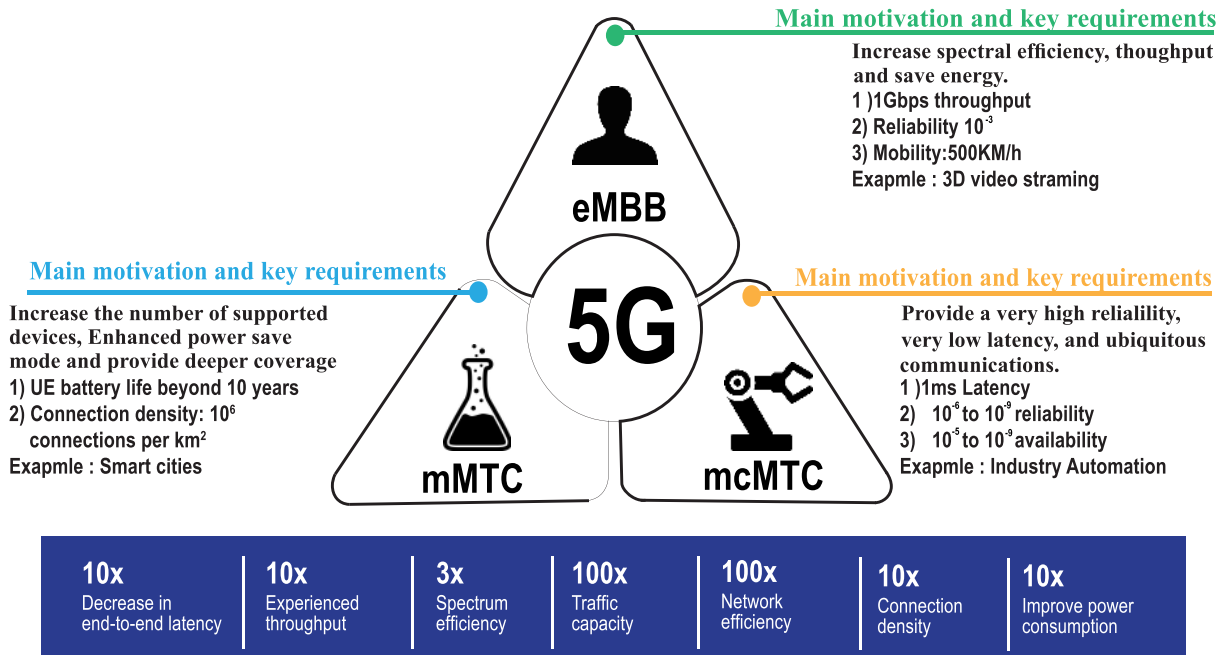 Main motivation and key requirements
Increase spectral efficiency, thoughput
and save energy.
1 )1Gbps throughput
2) Reliability 10⁻³
3) Mobility:500KM/h
Exapmle : 3D video straming
eMBB
Main motivation and key requirements
Increase the number of supported
devices, Enhanced power save
mode and provide deeper coverage
1) UE battery life beyond 10 years
2) Connection density: 10⁶
connections per km²
Exapmle : Smart cities
mMTC
5G
Main motivation and key requirements
Provide a very high relialility,
very low latency, and ubiquitous
communications.
1 )1ms Latency
2) 10⁻⁶ to 10⁻⁹ reliability
3) 10⁻⁵ to 10⁻⁹ availability
Exapmle : Industry Automation
mcMTC
10x
Decrease in
end-to-end latency
10x
Experienced
throughput
3x
Spectrum
efficiency
100x
Traffic
capacity
100x
Network
efficiency
10x
Connection
density
10x
Improve power
consumption